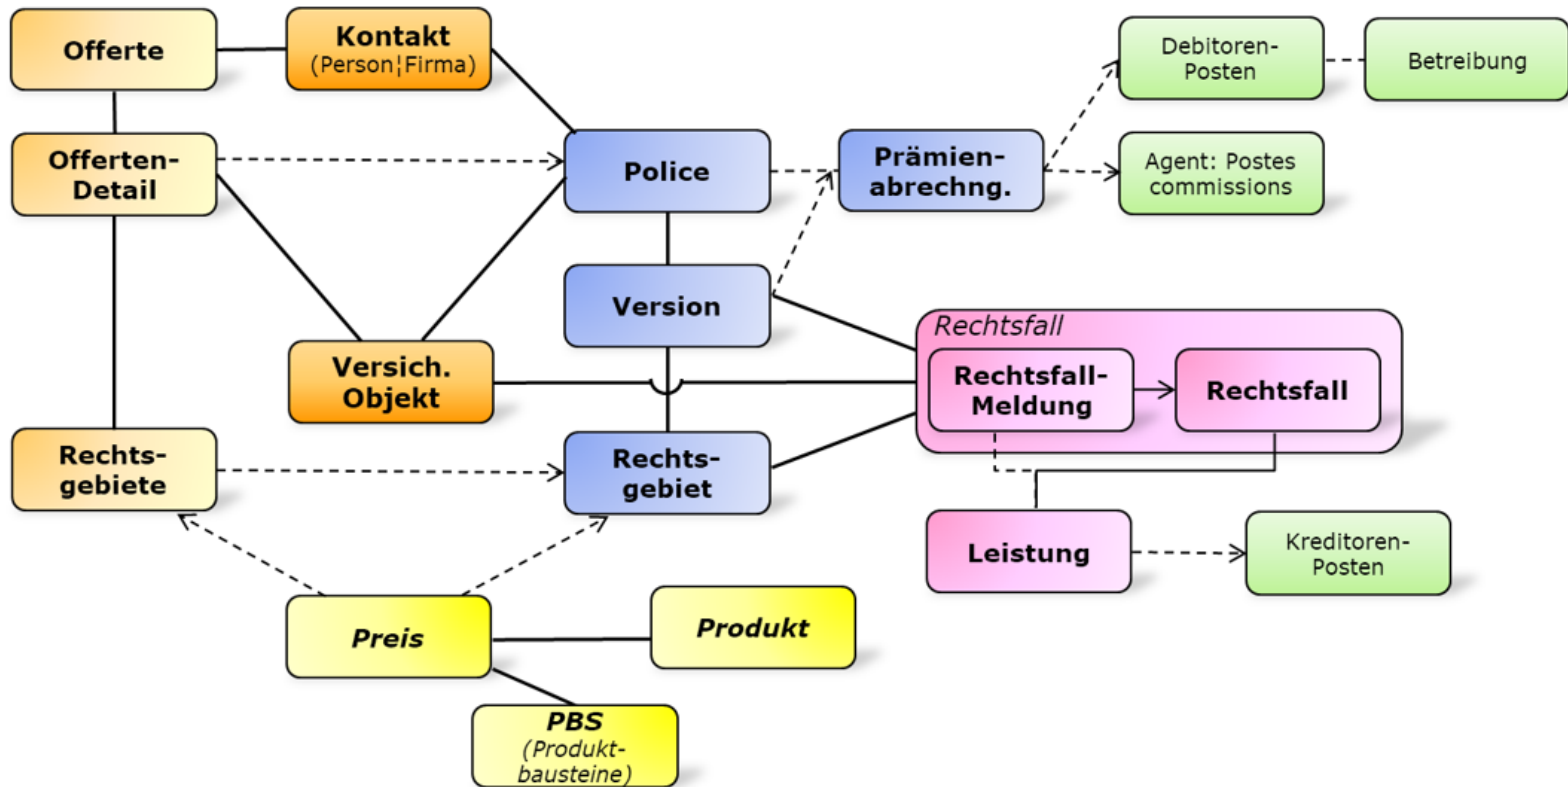 Offerte
Kontakt
(Person¦Firma)
Debitoren-
Posten
Betreibung
Offerten-
Detail
Police
Prämien-
abrechng.
Agent: Postes
commissions
Version
Versich.
Objekt
Rechtsfall
Rechtsfall-
Meldung
Rechtsfall
Rechts-
gebiete
Rechts-
gebiet
Leistung
Kreditoren-
Posten
Preis
Produkt
PBS
(Produkt-
bausteine)